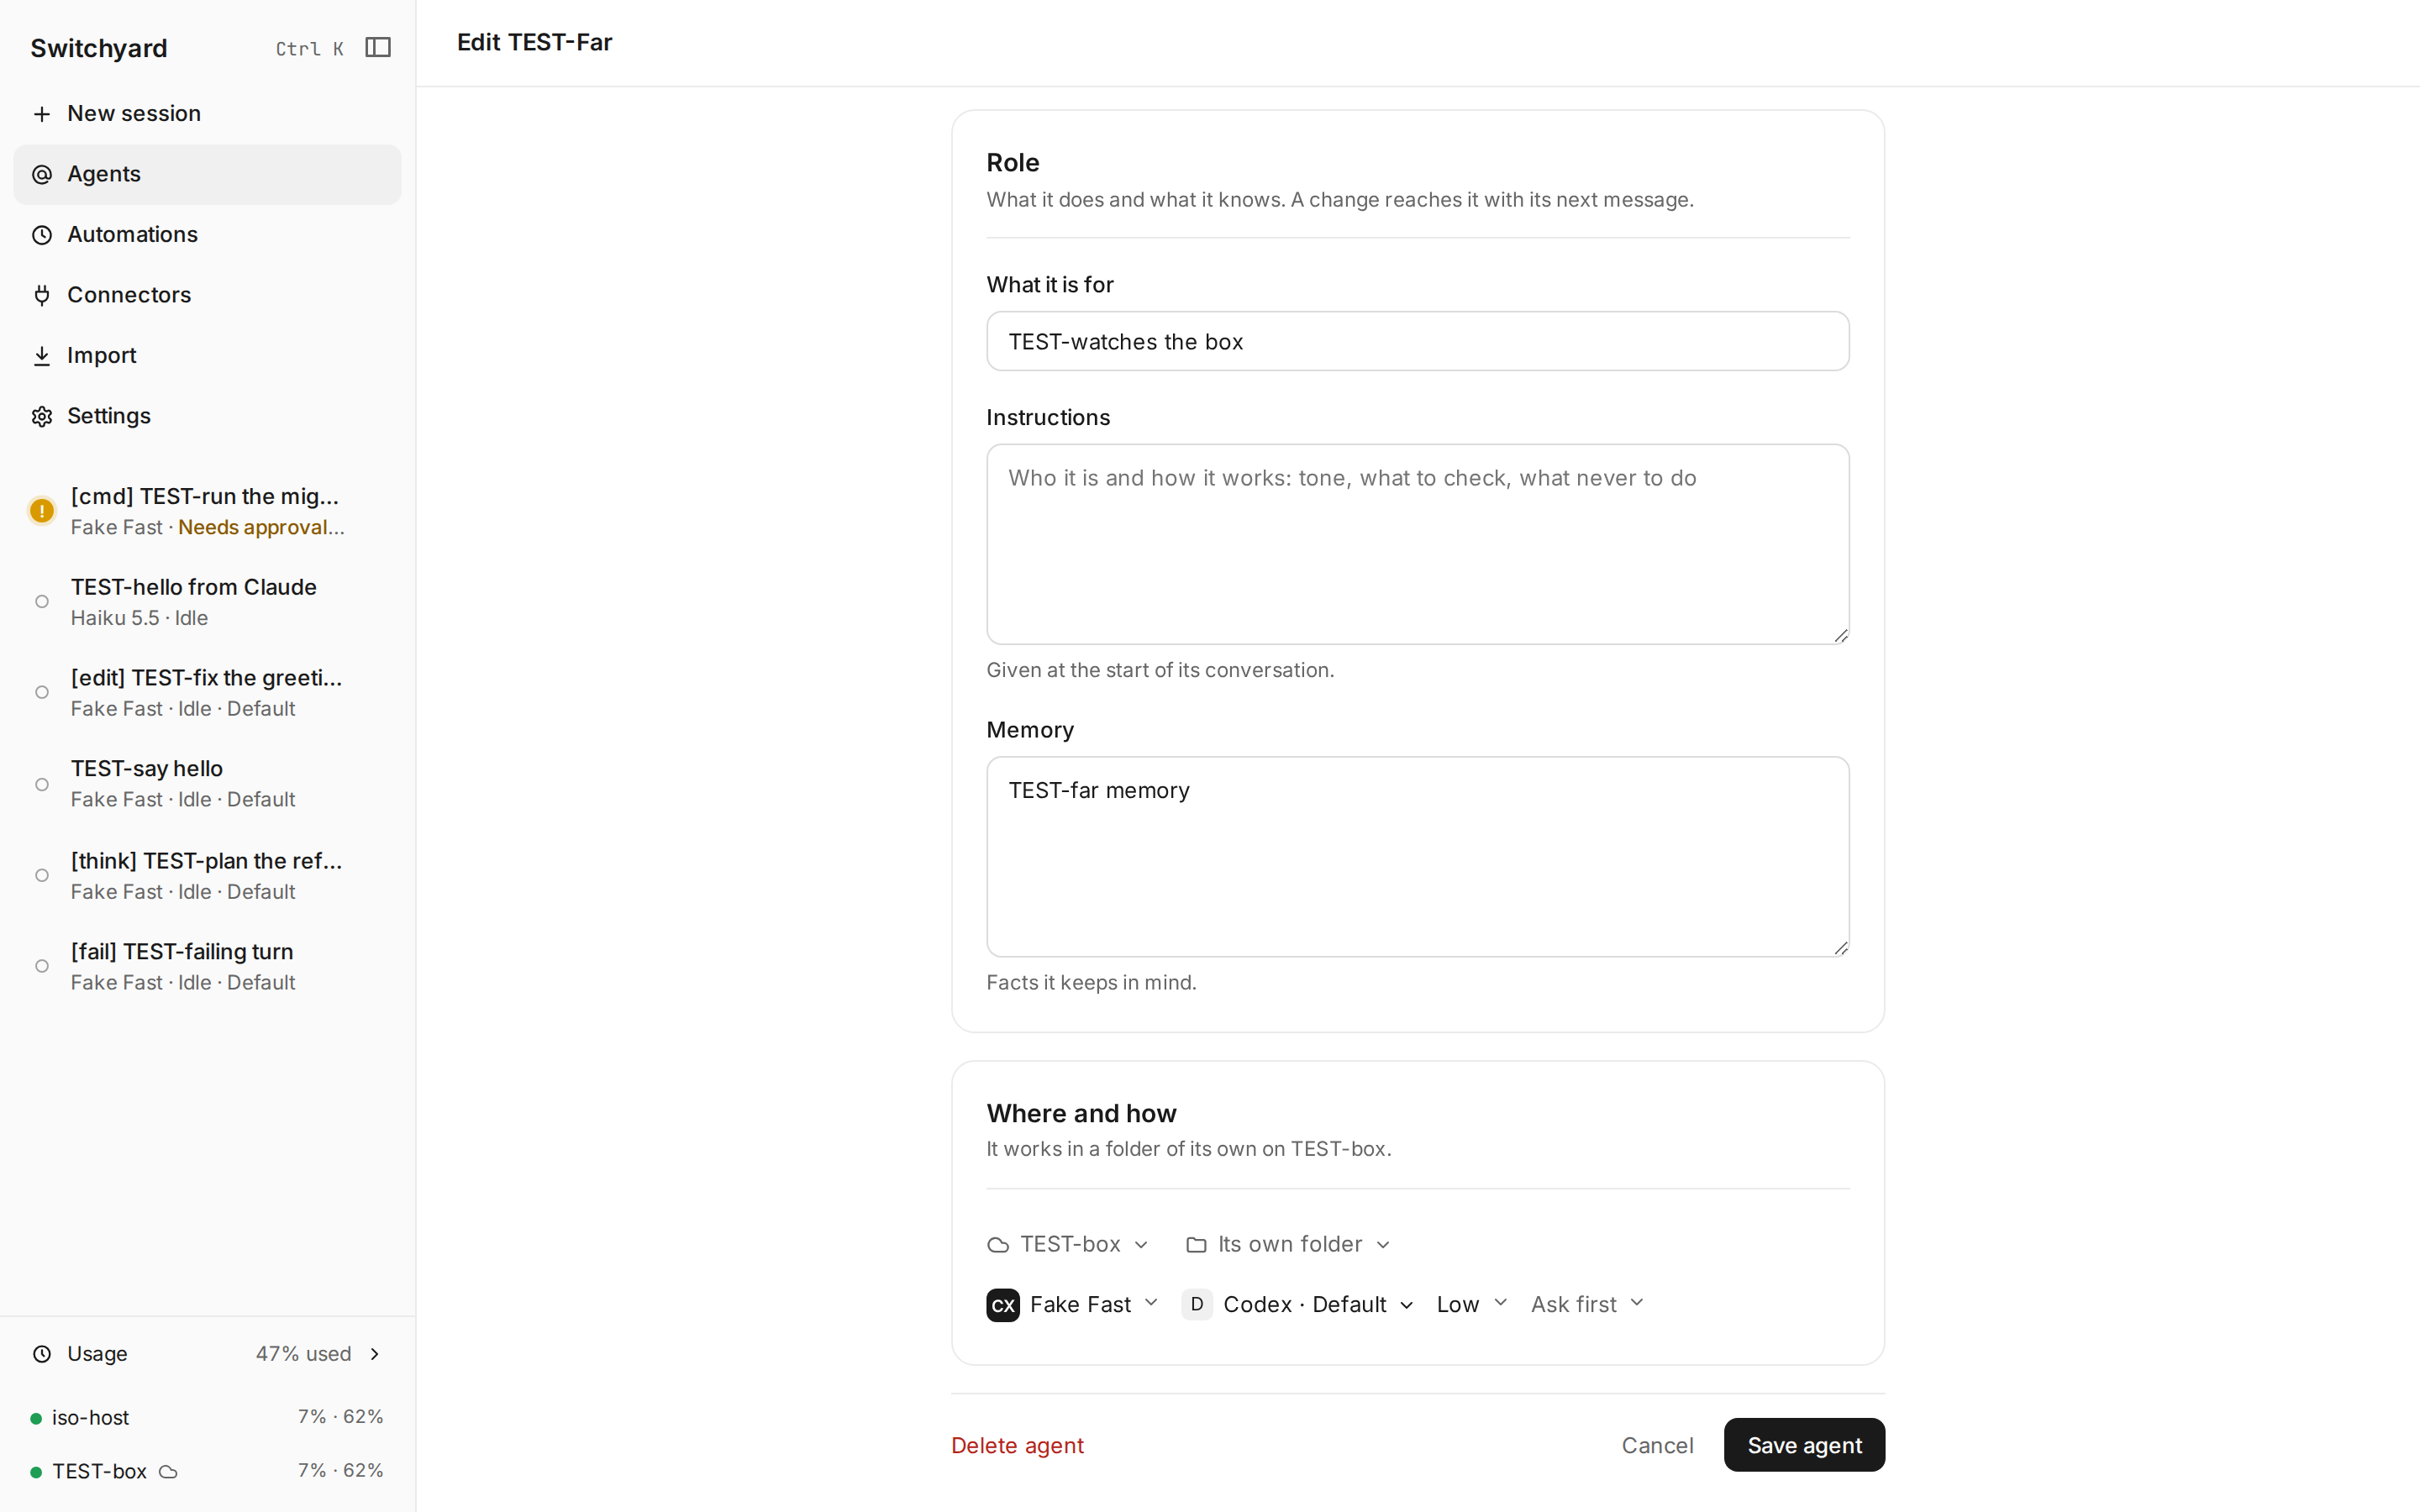 Switchyard
Ctrl K
New session
Agents
Automations
Connectors
Import
Settings
[cmd] TEST-run the mig...
Fake Fast · Needs approval...
TEST-hello from Claude
Haiku 5.5 · Idle
[edit] TEST-fix the greeti...
Fake Fast · Idle · Default
TEST-say hello
Fake Fast · Idle · Default
[think] TEST-plan the ref...
Fake Fast · Idle · Default
[fail] TEST-failing turn
Fake Fast · Idle · Default
Usage 47% used
iso-host 7% · 62%
TEST-box 7% · 62%
Edit TEST-Far
Role
What it does and what it knows. A change reaches it with its next message.
What it is for
TEST-watches the box
Instructions
Who it is and how it works: tone, what to check, what never to do
Given at the start of its conversation.
Memory
TEST-far memory
Facts it keeps in mind.
Where and how
It works in a folder of its own on TEST-box.
TEST-box Its own folder
CX Fake Fast D Codex · Default Low Ask first
Delete agent Cancel Save agent